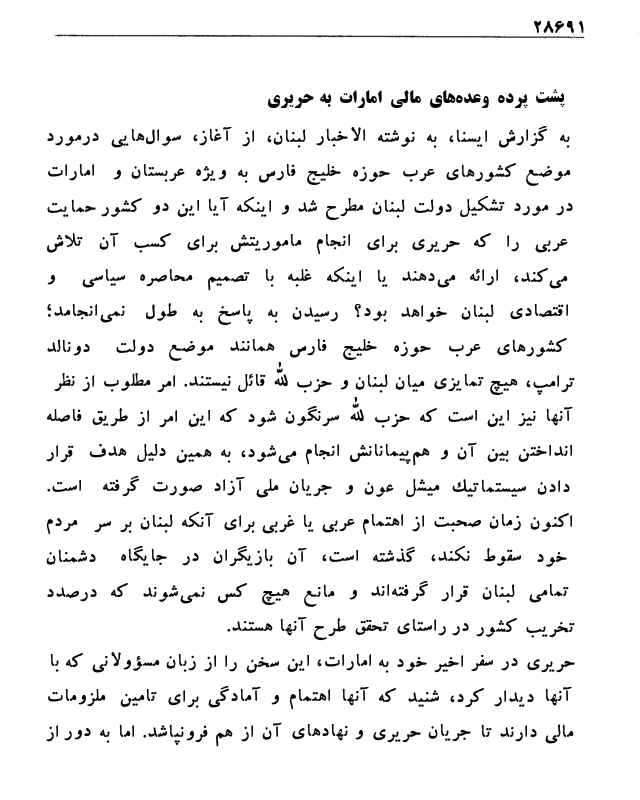 ۲۸۶۹۱
پشت پرده وعده‌های مالی امارات به حریری
به گزارش ایسنا، به نوشته الاخبار لبنان، از آغاز، سوال‌هایی درمورد
موضع کشورهای عرب حوزه خلیج فارس به ویژه عربستان و امارات
در مورد تشکیل دولت لبنان مطرح شد و اینکه آیا این دو کشور حمایت
عربی را که حریری برای انجام ماموریتش برای کسب آن تلاش
می‌کند، ارائه می‌دهند یا اینکه غلبه با تصمیم محاصره سیاسی و
اقتصادی لبنان خواهد بود؟ رسیدن به پاسخ به طول نمی‌انجامد؛
کشورهای عرب حوزه خلیج فارس همانند موضع دولت دونالد
ترامپ، هیچ تمایزی میان لبنان و حزب الله قائل نیستند. امر مطلوب از نظر
آنها نیز این است که حزب الله سرنگون شود که این امر از طریق فاصله
انداختن بین آن و هم‌پیمانانش انجام می‌شود، به همین دلیل هدف قرار
دادن سیستماتیك میشل عون و جریان ملی آزاد صورت گرفته است.
اکنون زمان صحبت از اهتمام عربی یا غربی برای آنکه لبنان بر سر مردم
خود سقوط نکند، گذشته است، آن بازیگران در جایگاه دشمنان
تمامی لبنان قرار گرفته‌اند و مانع هیچ کس نمی‌شوند که درصدد
تخریب کشور در راستای تحقق طرح آنها هستند.
حریری در سفر اخیر خود به امارات، این سخن را از زبان مسؤولانی که با
آنها دیدار کرد، شنید که آنها اهتمام و آمادگی برای تامین ملزومات
مالی دارند تا جریان حریری و نهادهای آن از هم فرونپاشد. اما به دور از